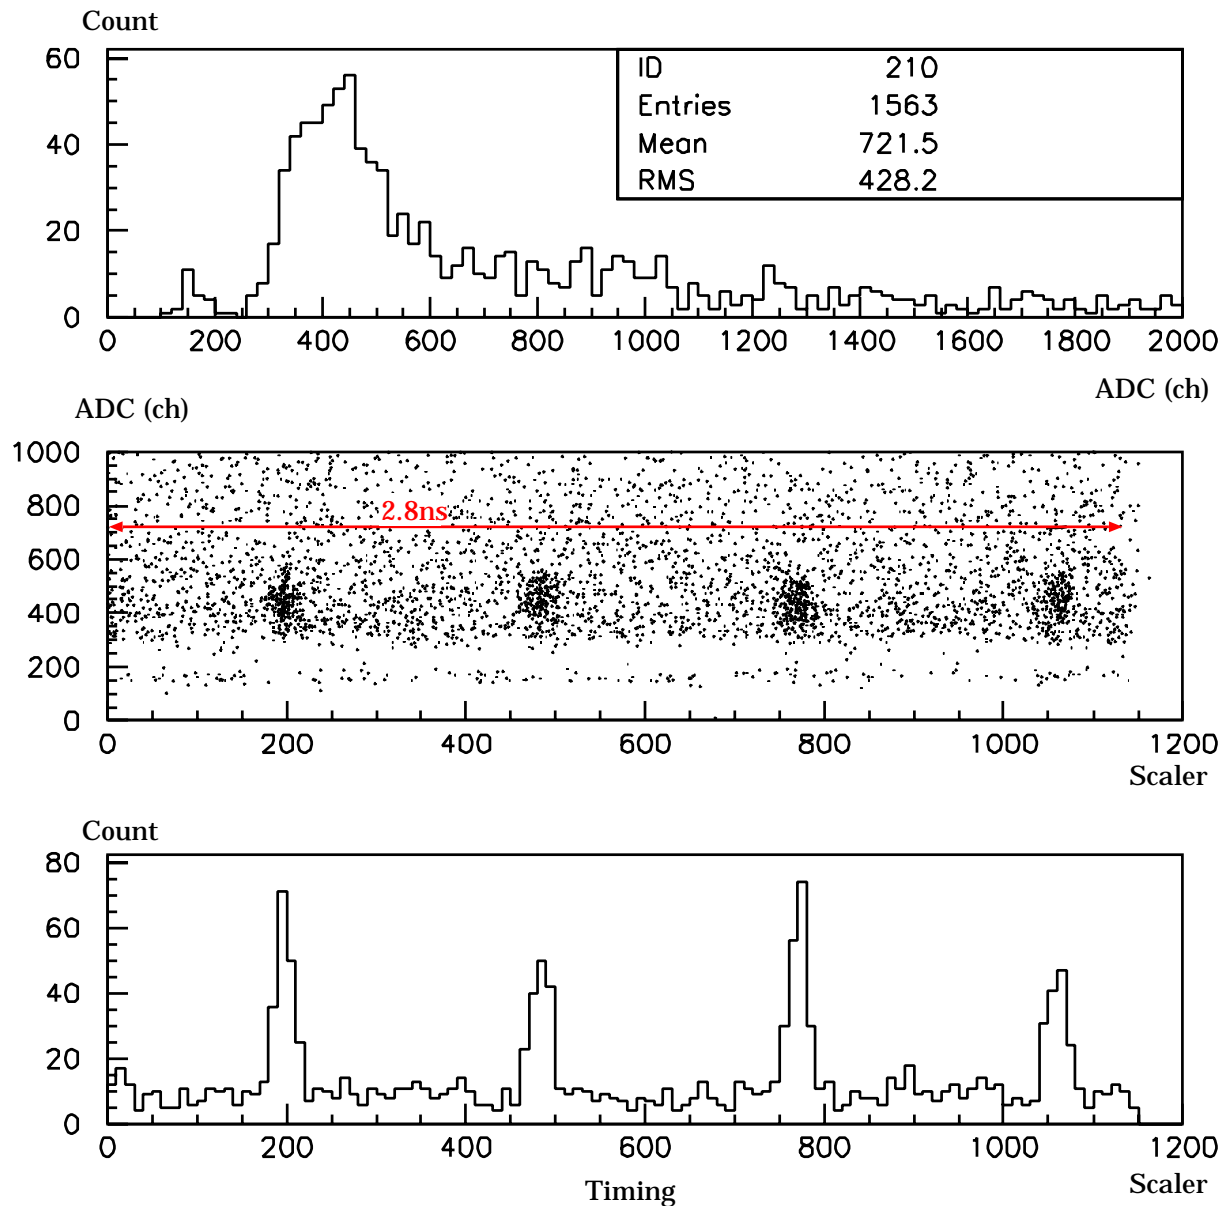 Count
60
40
20
0
ID 210
Entries 1563
Mean 721.5
RMS 428.2
0 200 400 600 800 1000 1200 1400 1600 1800 2000
ADC (ch)
ADC (ch)
1000
800
600
400
200
0
2.8ns
0 200 400 600 800 1000 1200
Scaler
Count
80
60
40
20
0
0 200 400 600 800 1000 1200
Timing
Scaler